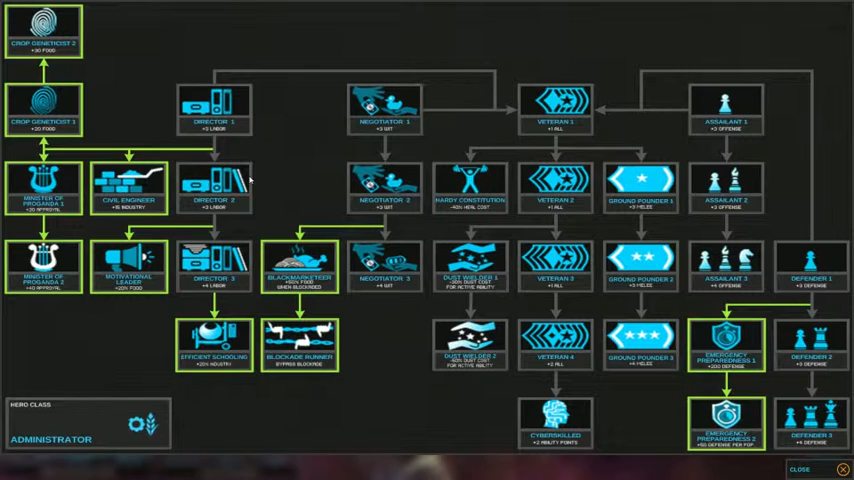 CROP GENETICIST 2
+30 FOOD
CROP GENETICIST 1
+20 FOOD
DIRECTOR 1
+3 LABOR
NEGOTIATOR 1
+3 WIT
VETERAN 1
+1 ALL
ASSAILANT 1
+3 OFFENSE
MINISTER OF
PROGANDA 1
+20 APPROVAL
CIVIL ENGINEER
+15 INDUSTRY
DIRECTOR 2
+3 LABOR
NEGOTIATOR 2
+3 WIT
HARDY CONSTITUTION
-40% HEAL COST
VETERAN 2
+1 ALL
GROUND POUNDER 1
+3 MELEE
ASSAILANT 2
+3 OFFENSE
MINISTER OF
PROGANDA 2
+40 APPROVAL
MOTIVATIONAL
LEADER
+20% FOOD
DIRECTOR 3
+4 LABOR
BLACKMARKETEER
+50% FOOD
WHEN BLOCKADED
NEGOTIATOR 3
+4 WIT
DUST WIELDER 1
-30% DUST COST
FOR ACTIVE ABILITY
VETERAN 3
+1 ALL
GROUND POUNDER 2
+3 MELEE
ASSAILANT 3
+4 OFFENSE
DEFENDER 1
+3 DEFENSE
EFFICIENT SCHOOLING
+20% INDUSTRY
BLOCKADE RUNNER
BYPASS BLOCKADE
DUST WIELDER 2
-60% DUST COST
FOR ACTIVE ABILITY
VETERAN 4
+2 ALL
GROUND POUNDER 3
+4 MELEE
EMERGENCY
PREPAREDNESS 1
+200 DEFENSE
DEFENDER 2
+3 DEFENSE
HERO CLASS
ADMINISTRATOR
CYBERSKILLED
+2 ABILITY POINTS
EMERGENCY
PREPAREDNESS 2
+50 DEFENSE PER POP
DEFENDER 3
+4 DEFENSE
CLOSE